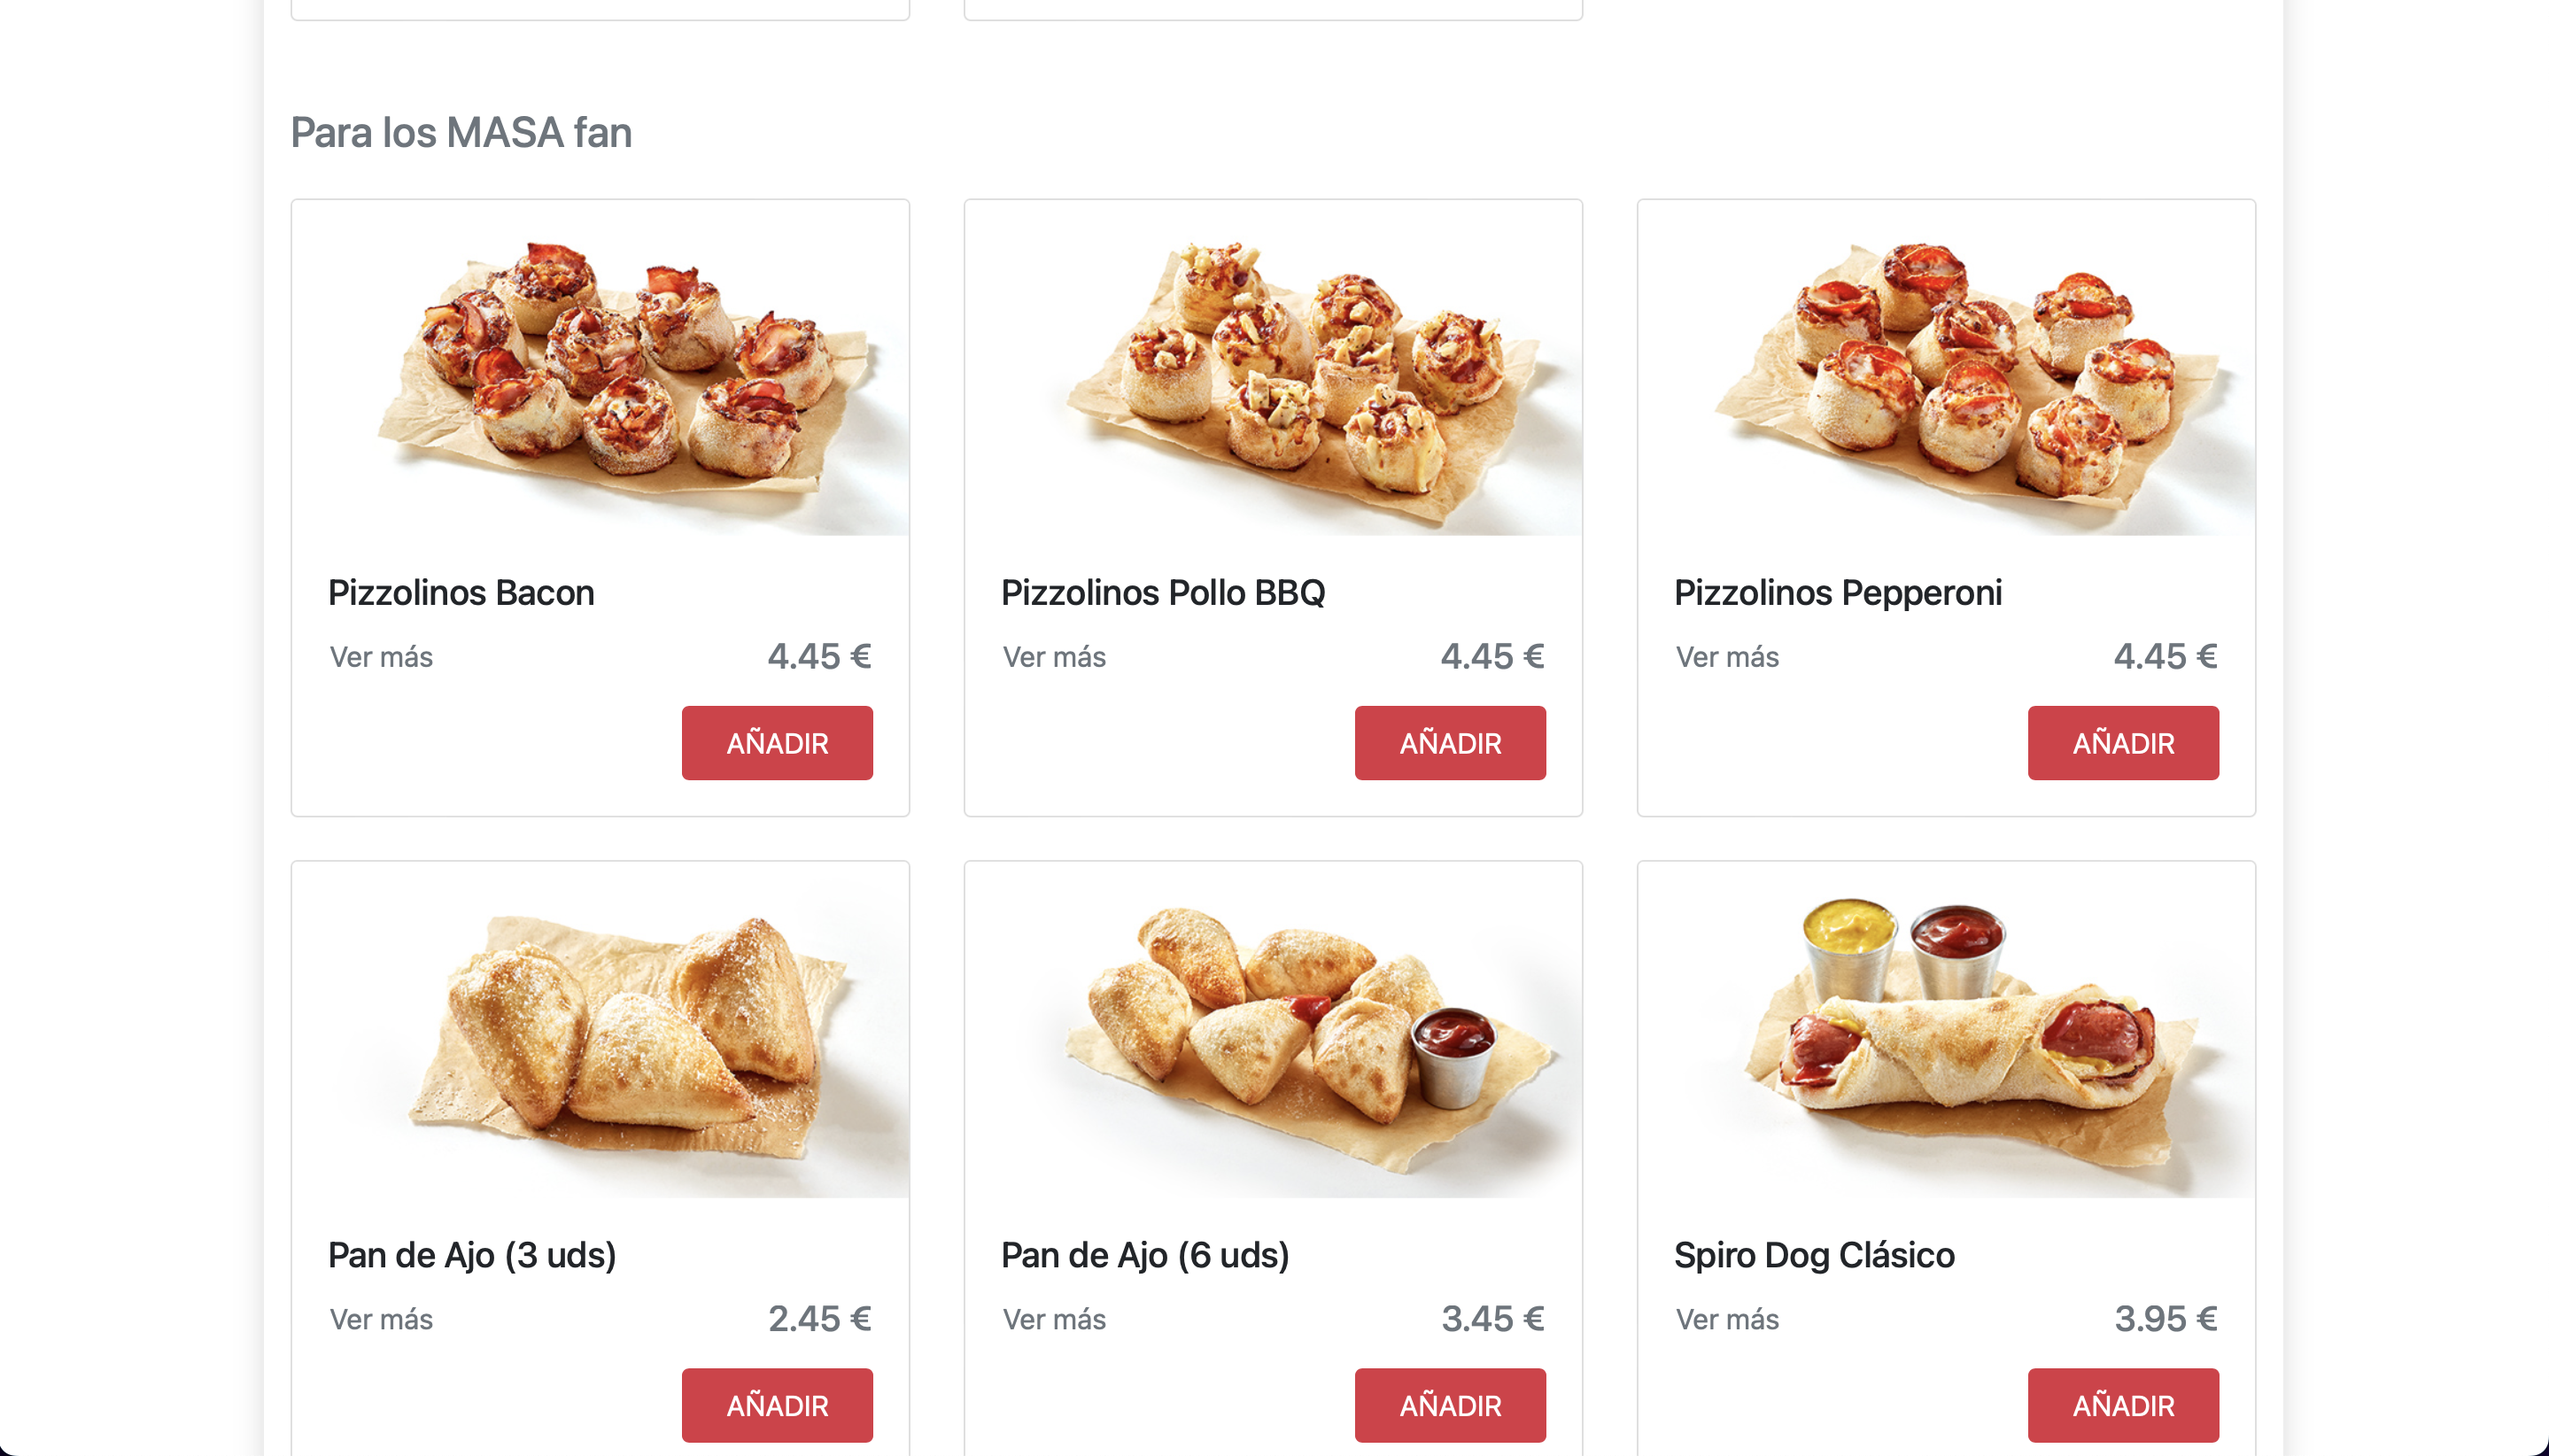 Para los MASA fan
Pizzolinos Bacon
Ver más 4.45 €
AÑADIR
Pizzolinos Pollo BBQ
Ver más 4.45 €
AÑADIR
Pizzolinos Pepperoni
Ver más 4.45 €
AÑADIR
Pan de Ajo (3 uds)
Ver más 2.45 €
AÑADIR
Pan de Ajo (6 uds)
Ver más 3.45 €
AÑADIR
Spiro Dog Clásico
Ver más 3.95 €
AÑADIR